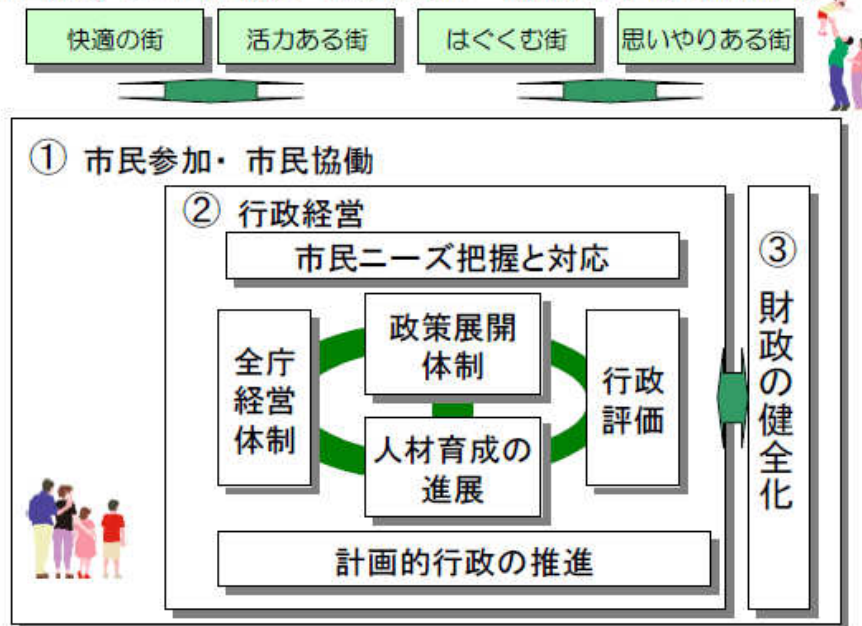 快適の街
活力ある街
はぐくむ街
思いやりある街
① 市民参加・ 市民協働
② 行政経営
市民ニーズ把握と対応
全庁
経営
体制
政策展開
体制
人材育成の
進展
行政
評価
計画的行政の推進
③
財政の健全化